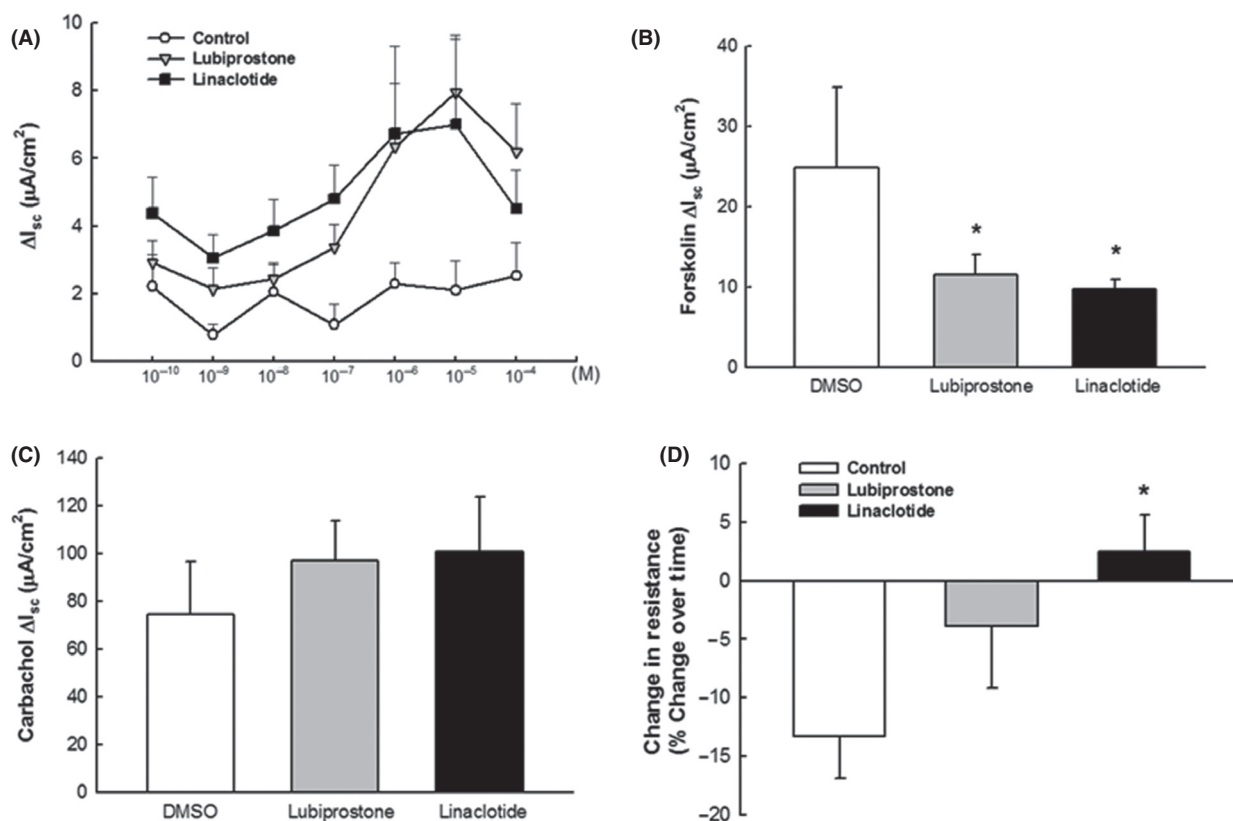 (A)
10
8
6
4
2
0
ΔIsc (µA/cm²)
Control
Lubiprostone
Linaclotide
10⁻¹⁰ 10⁻⁹ 10⁻⁸ 10⁻⁷ 10⁻⁶ 10⁻⁵ 10⁻⁴ (M)
(B)
40
30
20
10
0
Forskolin ΔIsc (µA/cm²)
* *
DMSO Lubiprostone Linaclotide
(C)
140
120
100
80
60
40
20
0
Carbachol ΔIsc (µA/cm²)
DMSO Lubiprostone Linaclotide
(D)
10
5
0
−5
−10
−15
−20
Change in resistance
(% Change over time)
Control
Lubiprostone
Linaclotide
*